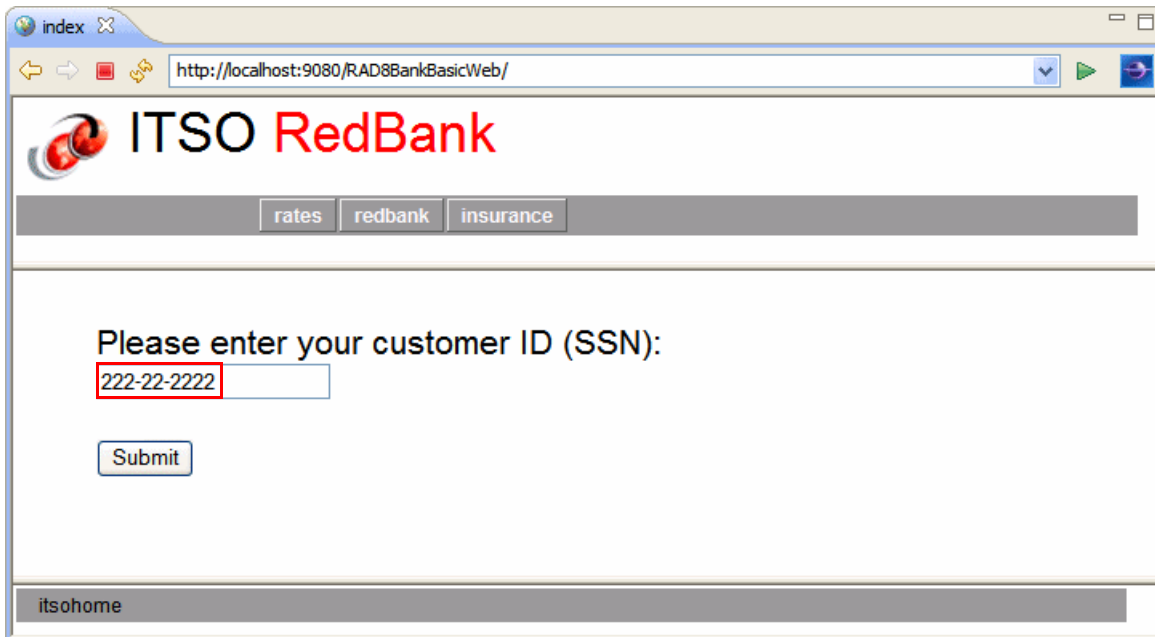 index
http://localhost:9080/RAD8BankBasicWeb/
ITSO RedBank
rates redbank insurance
Please enter your customer ID (SSN):
222-22-2222
Submit
itsohome